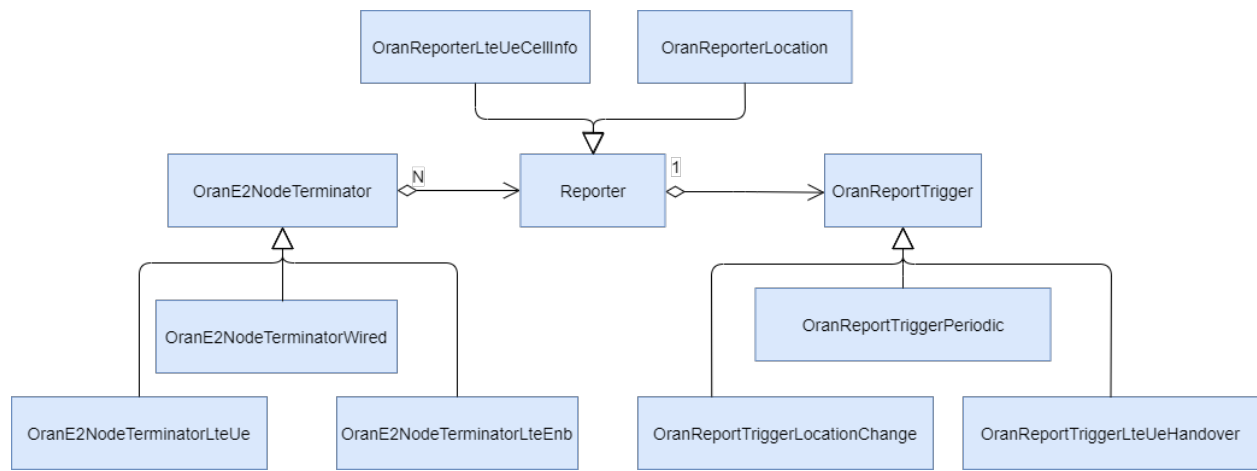 OranReporterLteUeCellInfo
OranReporterLocation
OranE2NodeTerminator
N
Reporter
1
OranReportTrigger
OranE2NodeTerminatorWired
OranReportTriggerPeriodic
OranE2NodeTerminatorLteUe
OranE2NodeTerminatorLteEnb
OranReportTriggerLocationChange
OranReportTriggerLteUeHandover